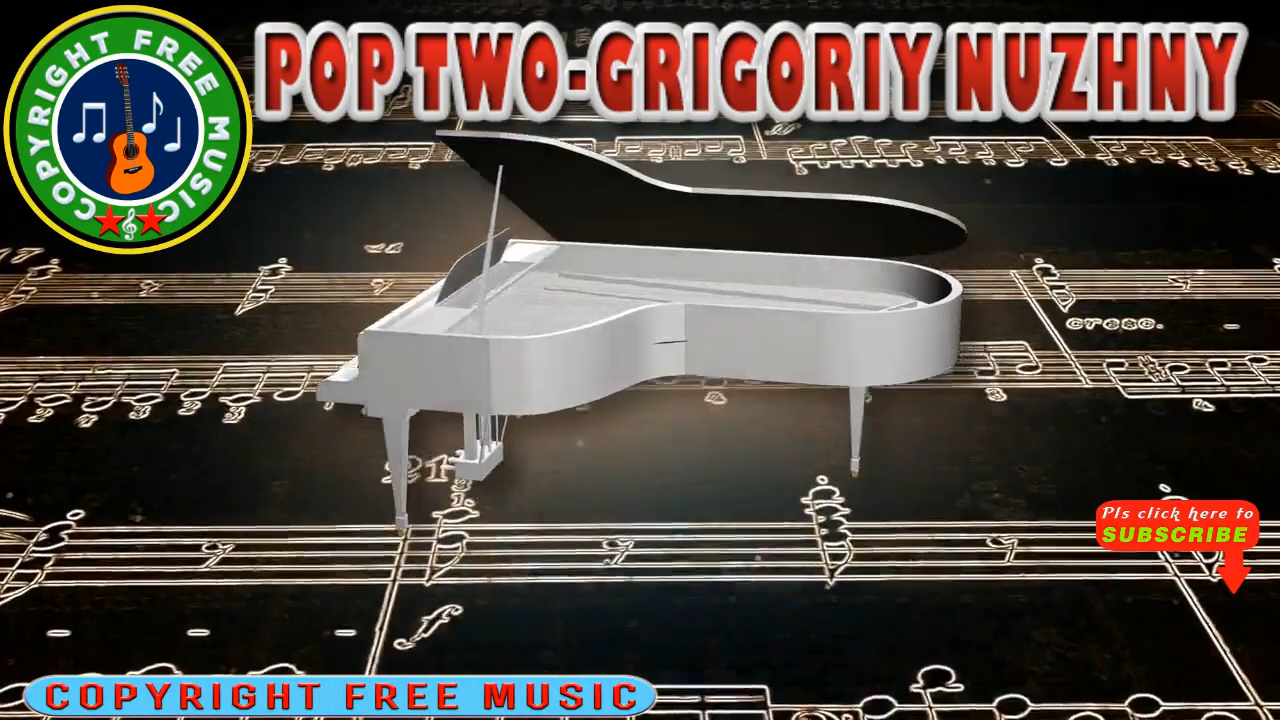 POP TWO-GRIGORIY NUZHNY
COPYRIGHT FREE MUSIC
cresc.
Pls click here to
SUBSCRIBE
f
COPYRIGHT FREE MUSIC